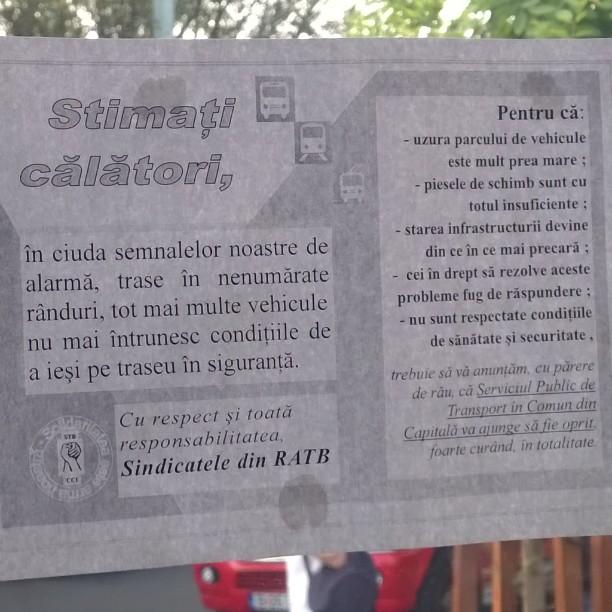 Stimați
călători,
în ciuda semnalelor noastre de
alarmă, trase în nenumărate
rânduri, tot mai multe vehicule
nu mai întrunesc condițiile de
a ieși pe traseu în siguranță.
Cu respect și toată
responsabilitatea,
Sindicatele din RATB
STB
CCI
Pentru că:
- uzura parcului de vehicule
este mult prea mare ;
- piesele de schimb sunt cu
totul insuficiente ;
- starea infrastructurii devine
din ce în ce mai precară ;
- cei în drept să rezolve aceste
probleme fug de răspundere ;
- nu sunt respectate condițiile
de sănătate și securitate ,
trebuie să vă anunțăm, cu părere
de rău, că Serviciul Public de
Transport în Comun din
Capitală va ajunge să fie oprit,
foarte curând, în totalitate.